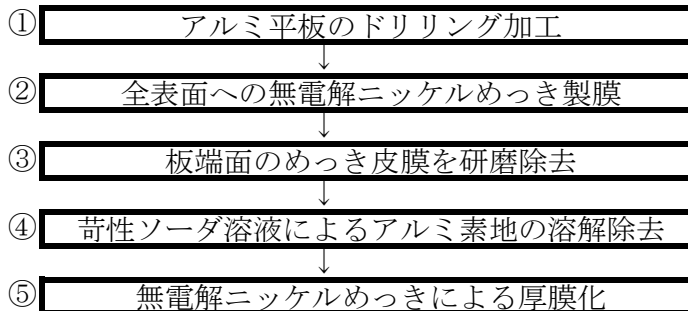 ① アルミ平板のドリリング加工
↓
② 全表面への無電解ニッケルめっき製膜
↓
③ 板端面のめっき皮膜を研磨除去
↓
④ 苛性ソーダ溶液によるアルミ素地の溶解除去
↓
⑤ 無電解ニッケルめっきによる厚膜化